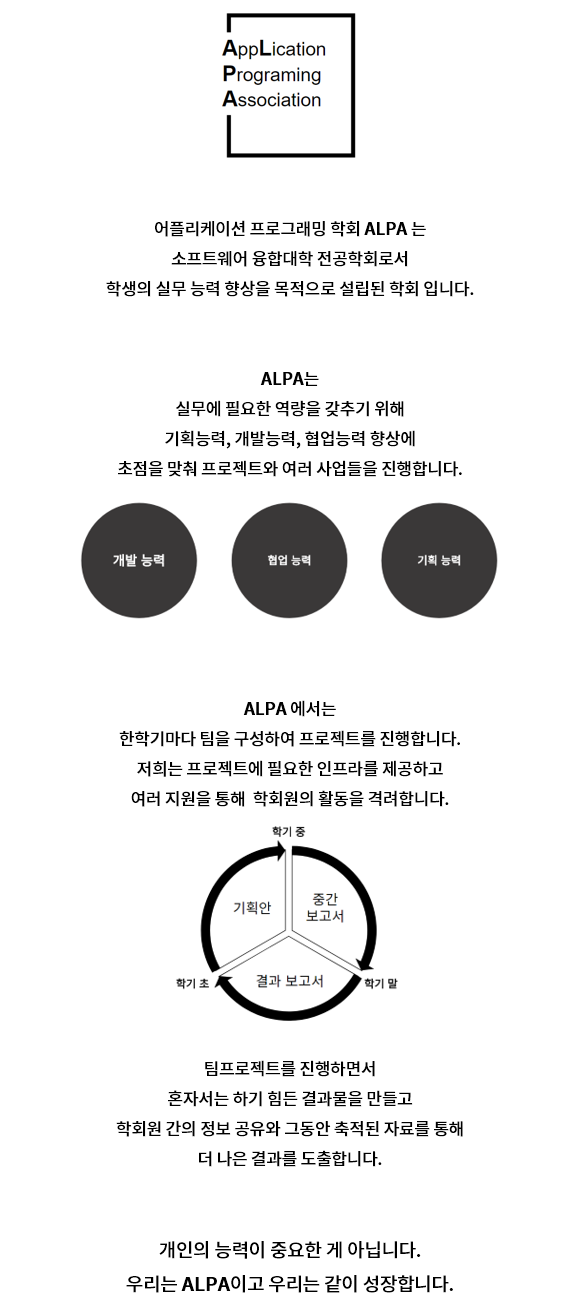 AppLication
Programing
Association
어플리케이션 프로그래밍 학회 ALPA 는
소프트웨어 융합대학 전공학회로서
학생의 실무 능력 향상을 목적으로 설립된 학회 입니다.
ALPA는
실무에 필요한 역량을 갖추기 위해
기획능력, 개발능력, 협업능력 향상에
초점을 맞춰 프로젝트와 여러 사업들을 진행합니다.
개발 능력
협업 능력
기획 능력
ALPA 에서는
한학기마다 팀을 구성하여 프로젝트를 진행합니다.
저희는 프로젝트에 필요한 인프라를 제공하고
여러 지원을 통해 학회원의 활동을 격려합니다.
학기 중
기획안
중간
보고서
학기 초
결과 보고서
학기 말
팀프로젝트를 진행하면서
혼자서는 하기 힘든 결과물을 만들고
학회원 간의 정보 공유와 그동안 축적된 자료를 통해
더 나은 결과를 도출합니다.
개인의 능력이 중요한 게 아닙니다.
우리는 ALPA이고 우리는 같이 성장합니다.